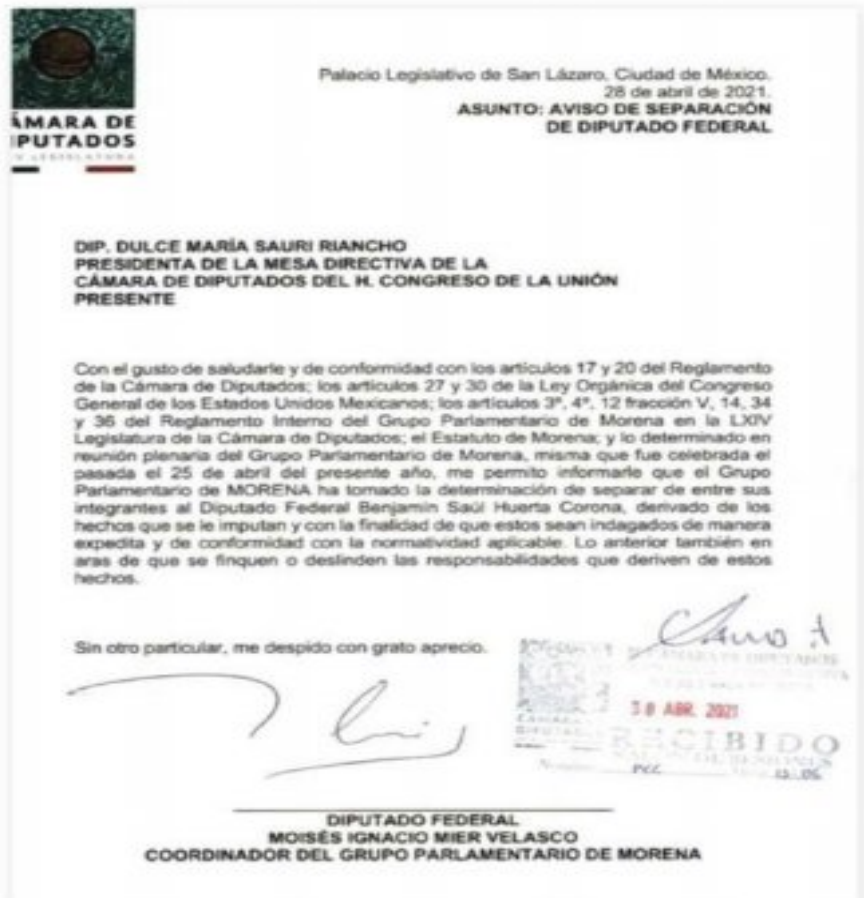 ÁMARA DE
PUTADOS
LEGISLATURA
Palacio Legislativo de San Lázaro, Ciudad de México.
28 de abril de 2021.
ASUNTO: AVISO DE SEPARACIÓN
DE DIPUTADO FEDERAL
DIP. DULCE MARÍA SAURI RIANCHO
PRESIDENTA DE LA MESA DIRECTIVA DE LA
CÁMARA DE DIPUTADOS DEL H. CONGRESO DE LA UNIÓN
PRESENTE
Con el gusto de saludarle y de conformidad con los artículos 17 y 20 del Reglamento
de la Cámara de Diputados; los artículos 27 y 30 de la Ley Orgánica del Congreso
General de los Estados Unidos Mexicanos; los artículos 3º, 4º, 12 fracción V, 14, 34
y 36 del Reglamento Interno del Grupo Parlamentario de Morena en la LXIV
Legislatura de la Cámara de Diputados; el Estatuto de Morena; y lo determinado en
reunión plenaria del Grupo Parlamentario de Morena, misma que fue celebrada el
pasada el 25 de abril del presente año, me permito informarle que el Grupo
Parlamentario de MORENA ha tomado la determinación de separar de entre sus
integrantes al Diputado Federal Benjamín Saúl Huerta Corona, derivado de los
hechos que se le imputan y con la finalidad de que estos sean indagados de manera
expedita y de conformidad con la normatividad aplicable. Lo anterior también en
aras de que se finquen o deslinden las responsabilidades que deriven de estos
hechos.
Sin otro particular, me despido con grato aprecio.
CÁMARA DE DIPUTADOS
ABR. 2021
RECIBIDO
DIPUTADO FEDERAL
MOISÉS IGNACIO MIER VELASCO
COORDINADOR DEL GRUPO PARLAMENTARIO DE MORENA